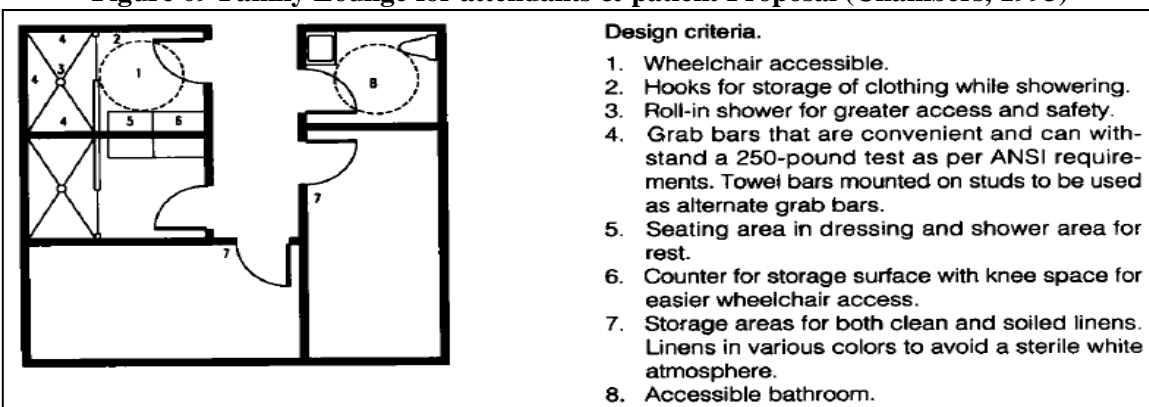 Figure 69 Family Lounge for attendants & patient Proposal (Chambers, 1993)
4
2
3
1
4
4
5
6
8
7
7
Design criteria.
1. Wheelchair accessible.
2. Hooks for storage of clothing while showering.
3. Roll-in shower for greater access and safety.
4. Grab bars that are convenient and can with-
stand a 250-pound test as per ANSI require-
ments. Towel bars mounted on studs to be used
as alternate grab bars.
5. Seating area in dressing and shower area for
rest.
6. Counter for storage surface with knee space for
easier wheelchair access.
7. Storage areas for both clean and soiled linens.
Linens in various colors to avoid a sterile white
atmosphere.
8. Accessible bathroom.